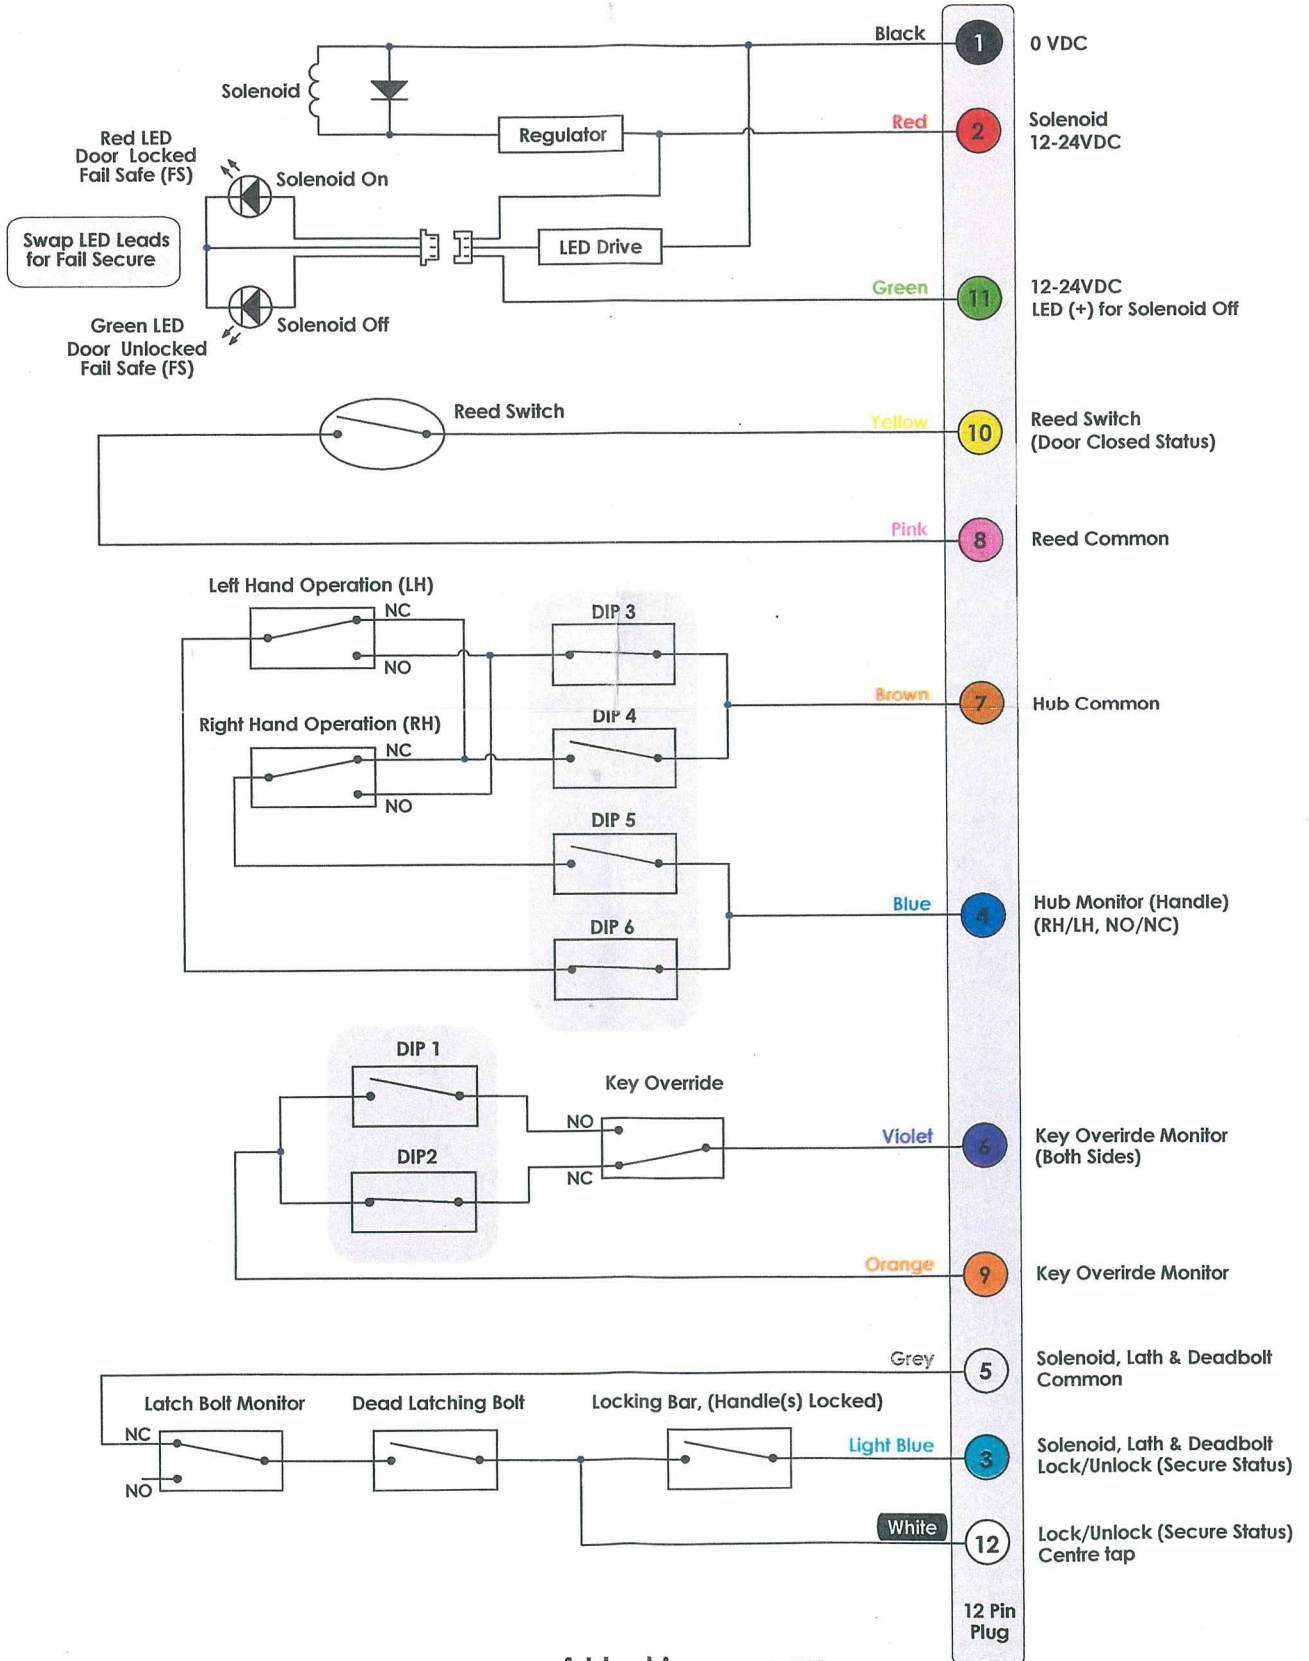 Black
1
0 VDC
Solenoid
Regulator
Red
2
Solenoid
12-24VDC
Red LED
Door Locked
Fail Safe (FS)
Solenoid On
Swap LED Leads
for Fail Secure
LED Drive
Green
11
12-24VDC
LED (+) for Solenoid Off
Green LED
Door Unlocked
Fail Safe (FS)
Solenoid Off
Reed Switch
Yellow
10
Reed Switch
(Door Closed Status)
Pink
8
Reed Common
Left Hand Operation (LH)
NC
NO
DIP 3
Right Hand Operation (RH)
NC
NO
DIP 4
Brown
7
Hub Common
DIP 5
DIP 6
Blue
4
Hub Monitor (Handle)
(RH/LH, NO/NC)
DIP 1
DIP2
Key Override
NO
NC
Violet
6
Key Overirde Monitor
(Both Sides)
Orange
9
Key Overirde Monitor
Grey
5
Solenoid, Lath & Deadbolt
Common
Latch Bolt Monitor
NC
NO
Dead Latching Bolt
Locking Bar, (Handle(s) Locked)
Light Blue
3
Solenoid, Lath & Deadbolt
Lock/Unlock (Secure Status)
White
12
Lock/Unlock (Secure Status)
Centre tap
12 Pin
Plug